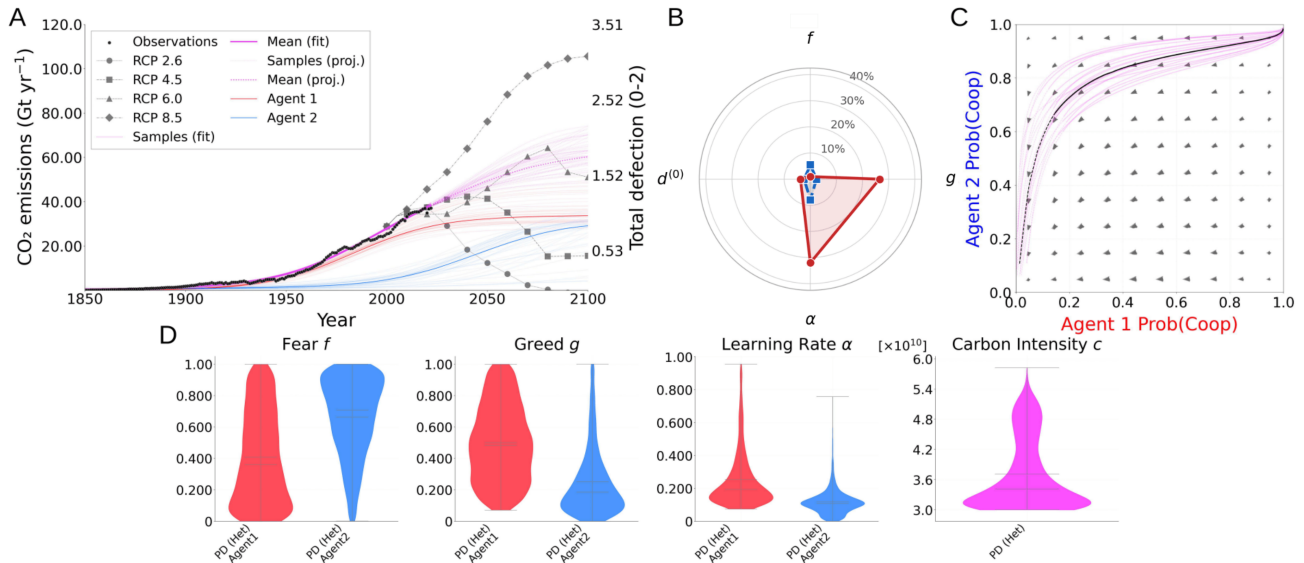 A
CO₂ emissions (Gt yr⁻¹)
120.0
100.0
80.00
60.00
40.00
20.00
Observations
RCP 2.6
RCP 4.5
RCP 6.0
RCP 8.5
Samples (fit)
Mean (fit)
Samples (proj.)
Mean (proj.)
Agent 1
Agent 2
3.51
2.52
1.52
0.53
Total defection (0-2)
1850
1900
1950
2000
2050
2100
Year
B
f
40%
30%
20%
10%
d⁽⁰⁾
g
α
C
Agent 2 Prob(Coop)
1.0
0.8
0.6
0.4
0.2
0.0
0.0
0.2
0.4
0.6
0.8
1.0
Agent 1 Prob(Coop)
D
Fear f
1.00
0.800
0.600
0.400
0.200
0
PD (Het)
Agent1
PD (Het)
Agent2
Greed g
1.00
0.800
0.600
0.400
0.200
0
PD (Het)
Agent1
PD (Het)
Agent2
Learning Rate α
1.00
0.800
0.600
0.400
0.200
0
PD (Het)
Agent1
PD (Het)
Agent2
[×10¹⁰]
Carbon Intensity c
6.0
5.4
4.8
4.2
3.6
3.0
PD (Het)